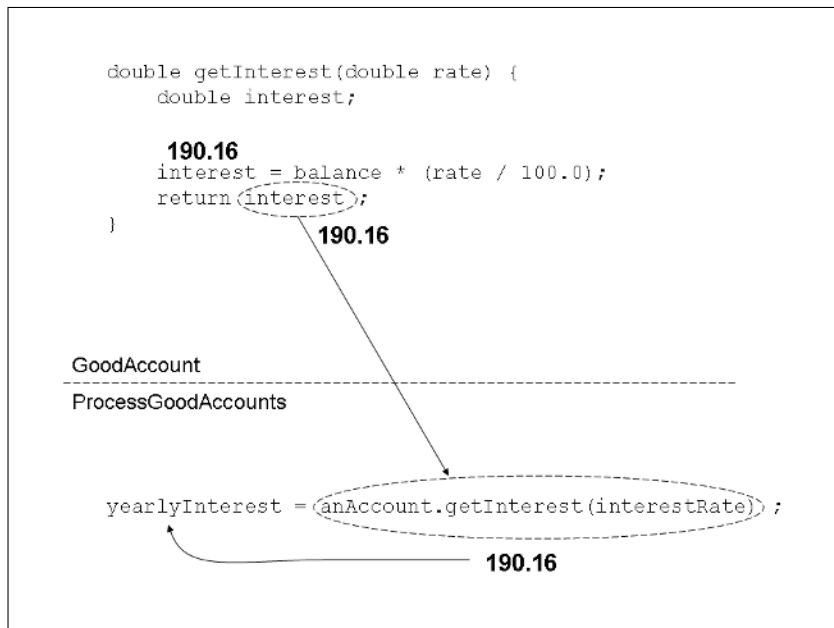 double getInterest(double rate) {
double interest;
190.16
interest = balance * (rate / 100.0);
return interest ;
}
190.16
GoodAccount
ProcessGoodAccounts
yearlyInterest = anAccount.getInterest(interestRate) ;
190.16